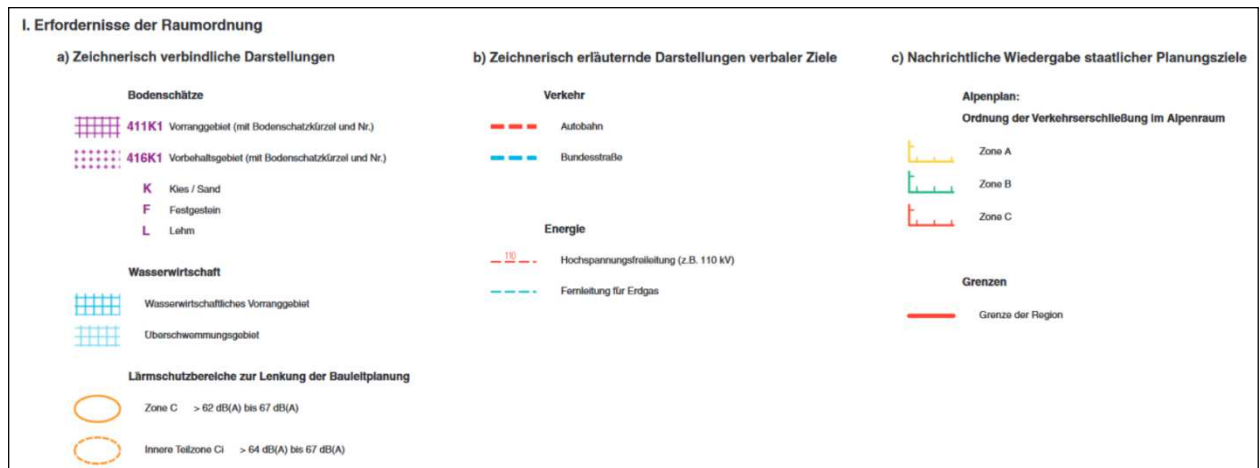 I. Erfordernisse der Raumordnung
a) Zeichnerisch verbindliche Darstellungen
Bodenschätze
411K1 Vorranggebiet (mit Bodenschatzkürzel und Nr.)
416K1 Vorbehaltsgebiet (mit Bodenschatzkürzel und Nr.)
K Kies / Sand
F Festgestein
L Lehm
Wasserwirtschaft
Wasserwirtschaftliches Vorranggebiet
Überschwemmungsgebiet
Lärmschutzbereiche zur Lenkung der Bauleitplanung
Zone C > 62 dB(A) bis 67 dB(A)
Innere Teilzone Ci > 64 dB(A) bis 67 dB(A)
b) Zeichnerisch erläuternde Darstellungen verbaler Ziele
Verkehr
Autobahn
Bundesstraße
Energie
110 Hochspannungsfreileitung (z.B. 110 kV)
Fernleitung für Erdgas
c) Nachrichtliche Wiedergabe staatlicher Planungsziele
Alpenplan:
Ordnung der Verkehrserschließung im Alpenraum
Zone A
Zone B
Zone C
Grenzen
Grenze der Region